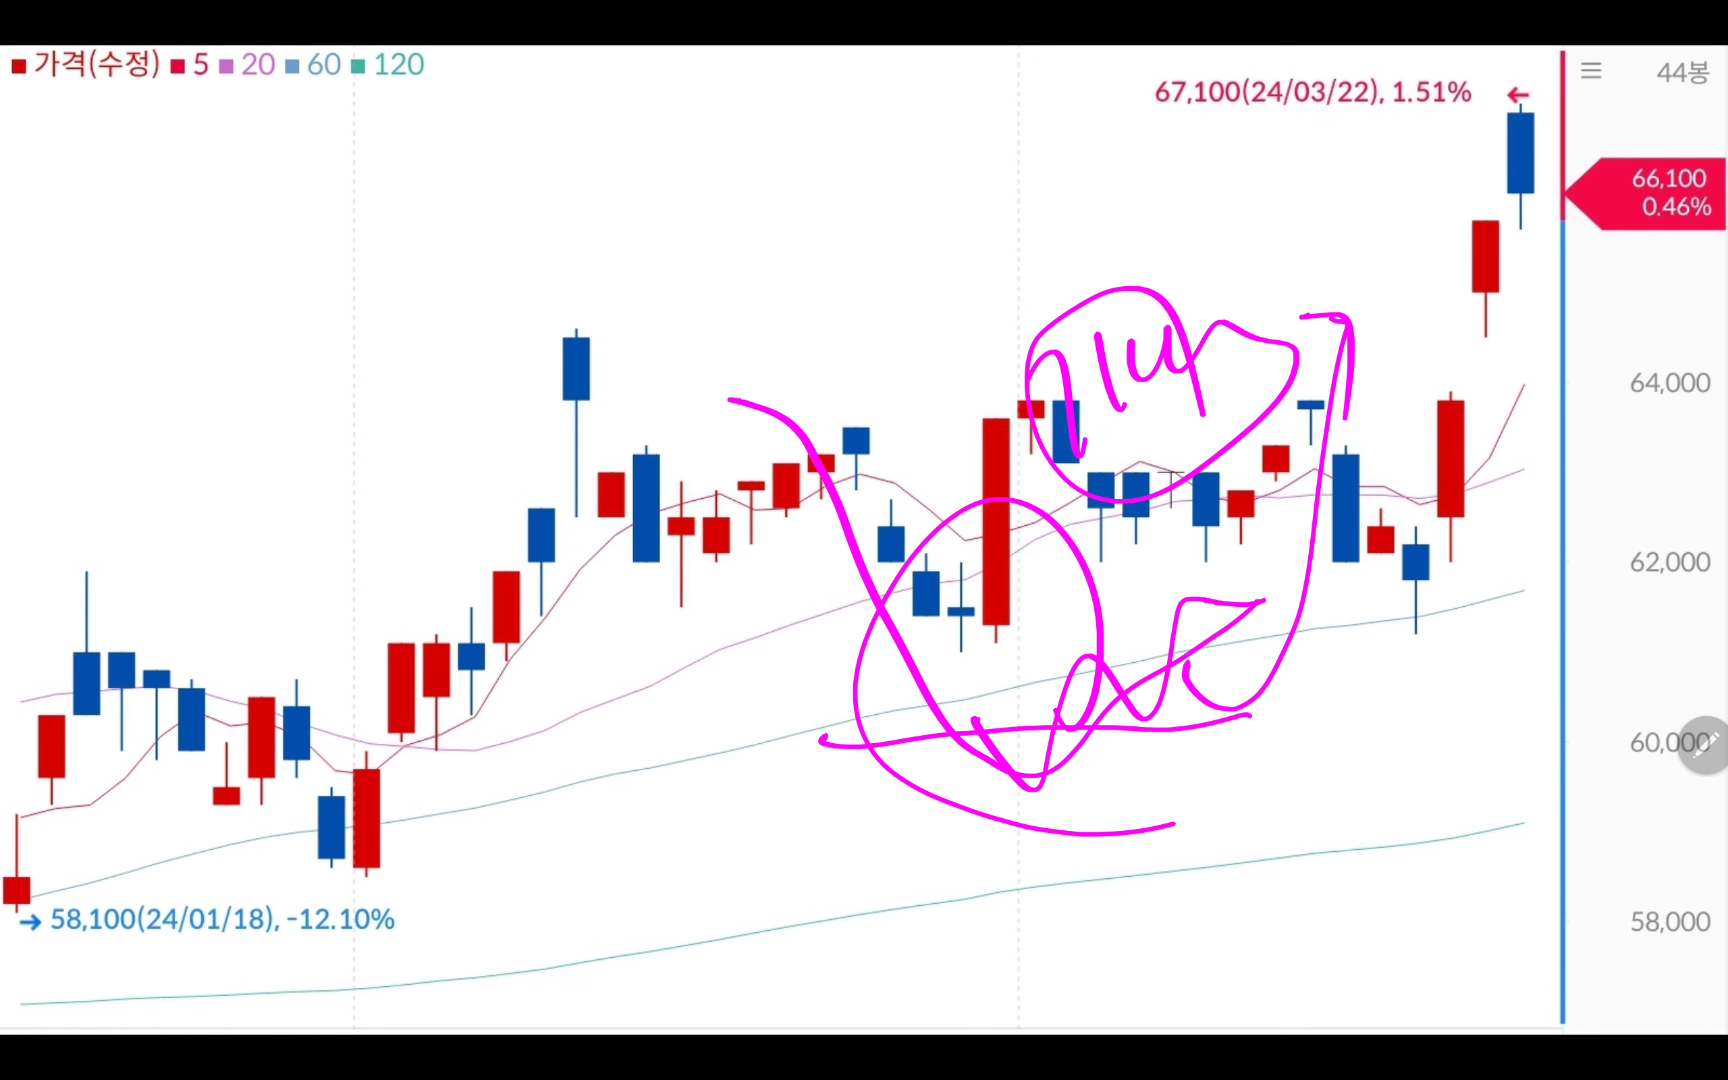 가격(수정) 5 20 60 120
44봉
67,100(24/03/22), 1.51% ←
66,100
0.46%
64,000
62,000
60,000
→ 58,100(24/01/18), -12.10%
58,000